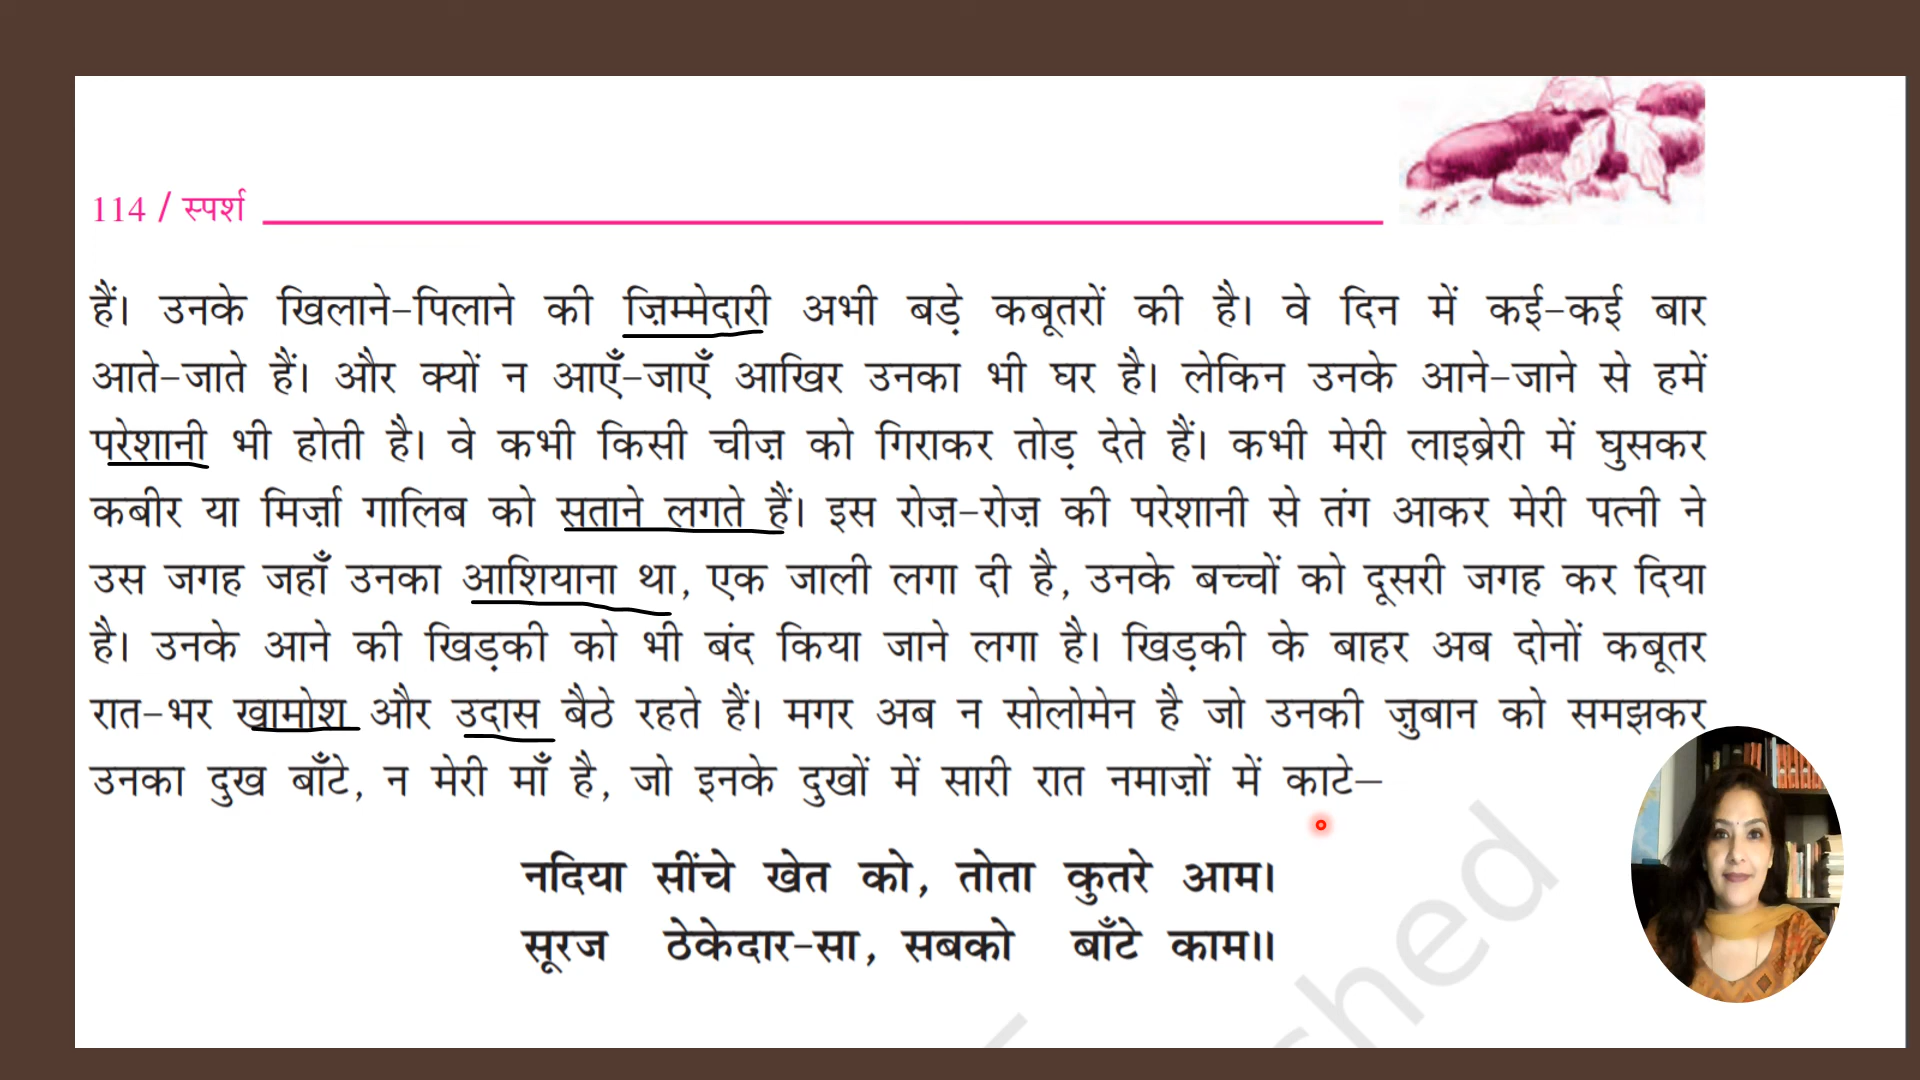 114 / स्पर्श
हैं। उनके खिलाने-पिलाने की ज़िम्मेदारी अभी बड़े कबूतरों की है। वे दिन में कई-कई बार
आते-जाते हैं। और क्यों न आएँ-जाएँ आखिर उनका भी घर है। लेकिन उनके आने-जाने से हमें
परेशानी भी होती है। वे कभी किसी चीज़ को गिराकर तोड़ देते हैं। कभी मेरी लाइब्रेरी में घुसकर
कबीर या मिर्ज़ा गालिब को सताने लगते हैं। इस रोज़-रोज़ की परेशानी से तंग आकर मेरी पत्नी ने
उस जगह जहाँ उनका आशियाना था, एक जाली लगा दी है, उनके बच्चों को दूसरी जगह कर दिया
है। उनके आने की खिड़की को भी बंद किया जाने लगा है। खिड़की के बाहर अब दोनों कबूतर
रात-भर खामोश और उदास बैठे रहते हैं। मगर अब न सोलोमेन है जो उनकी ज़ुबान को समझकर
उनका दुख बाँटे, न मेरी माँ है, जो इनके दुखों में सारी रात नमाज़ों में काटे–
नदिया सींचे खेत को, तोता कुतरे आम।
सूरज ठेकेदार-सा, सबको बाँटे काम॥
shed